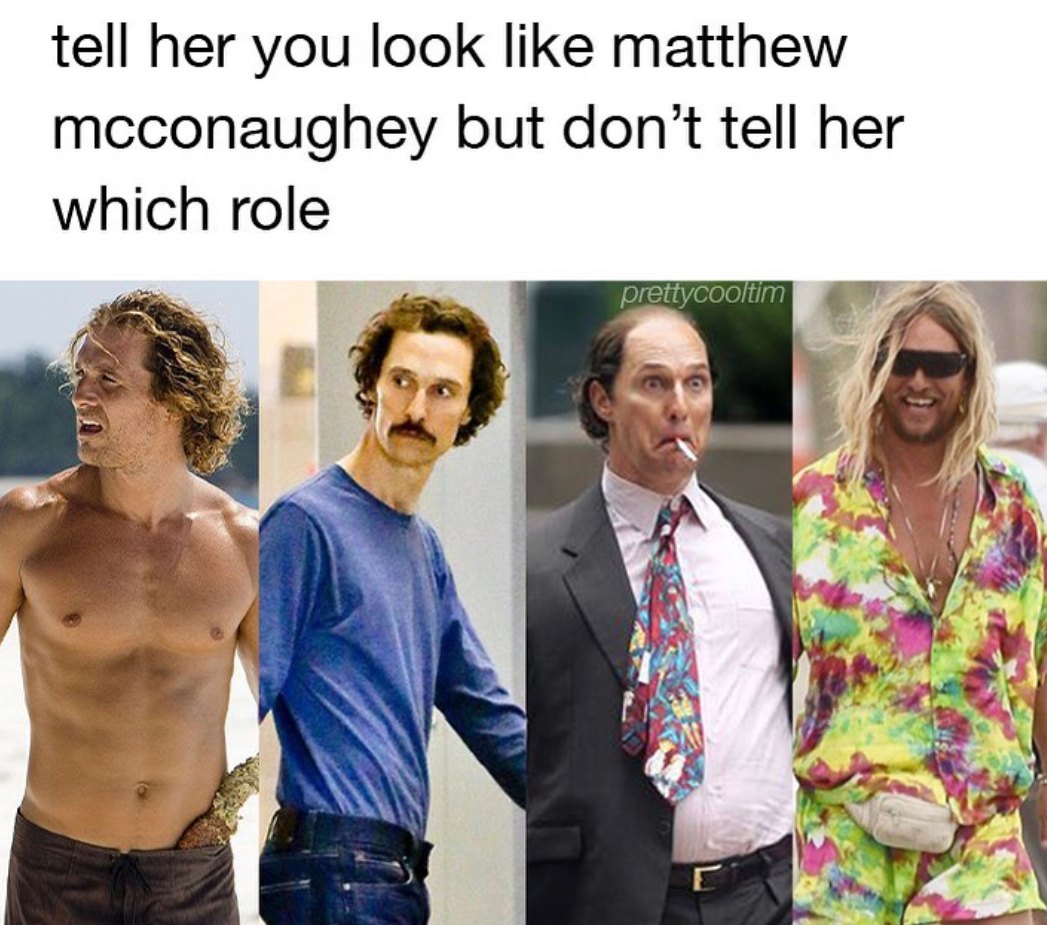 tell her you look like matthew
mcconaughey but don’t tell her
which role
prettycooltim